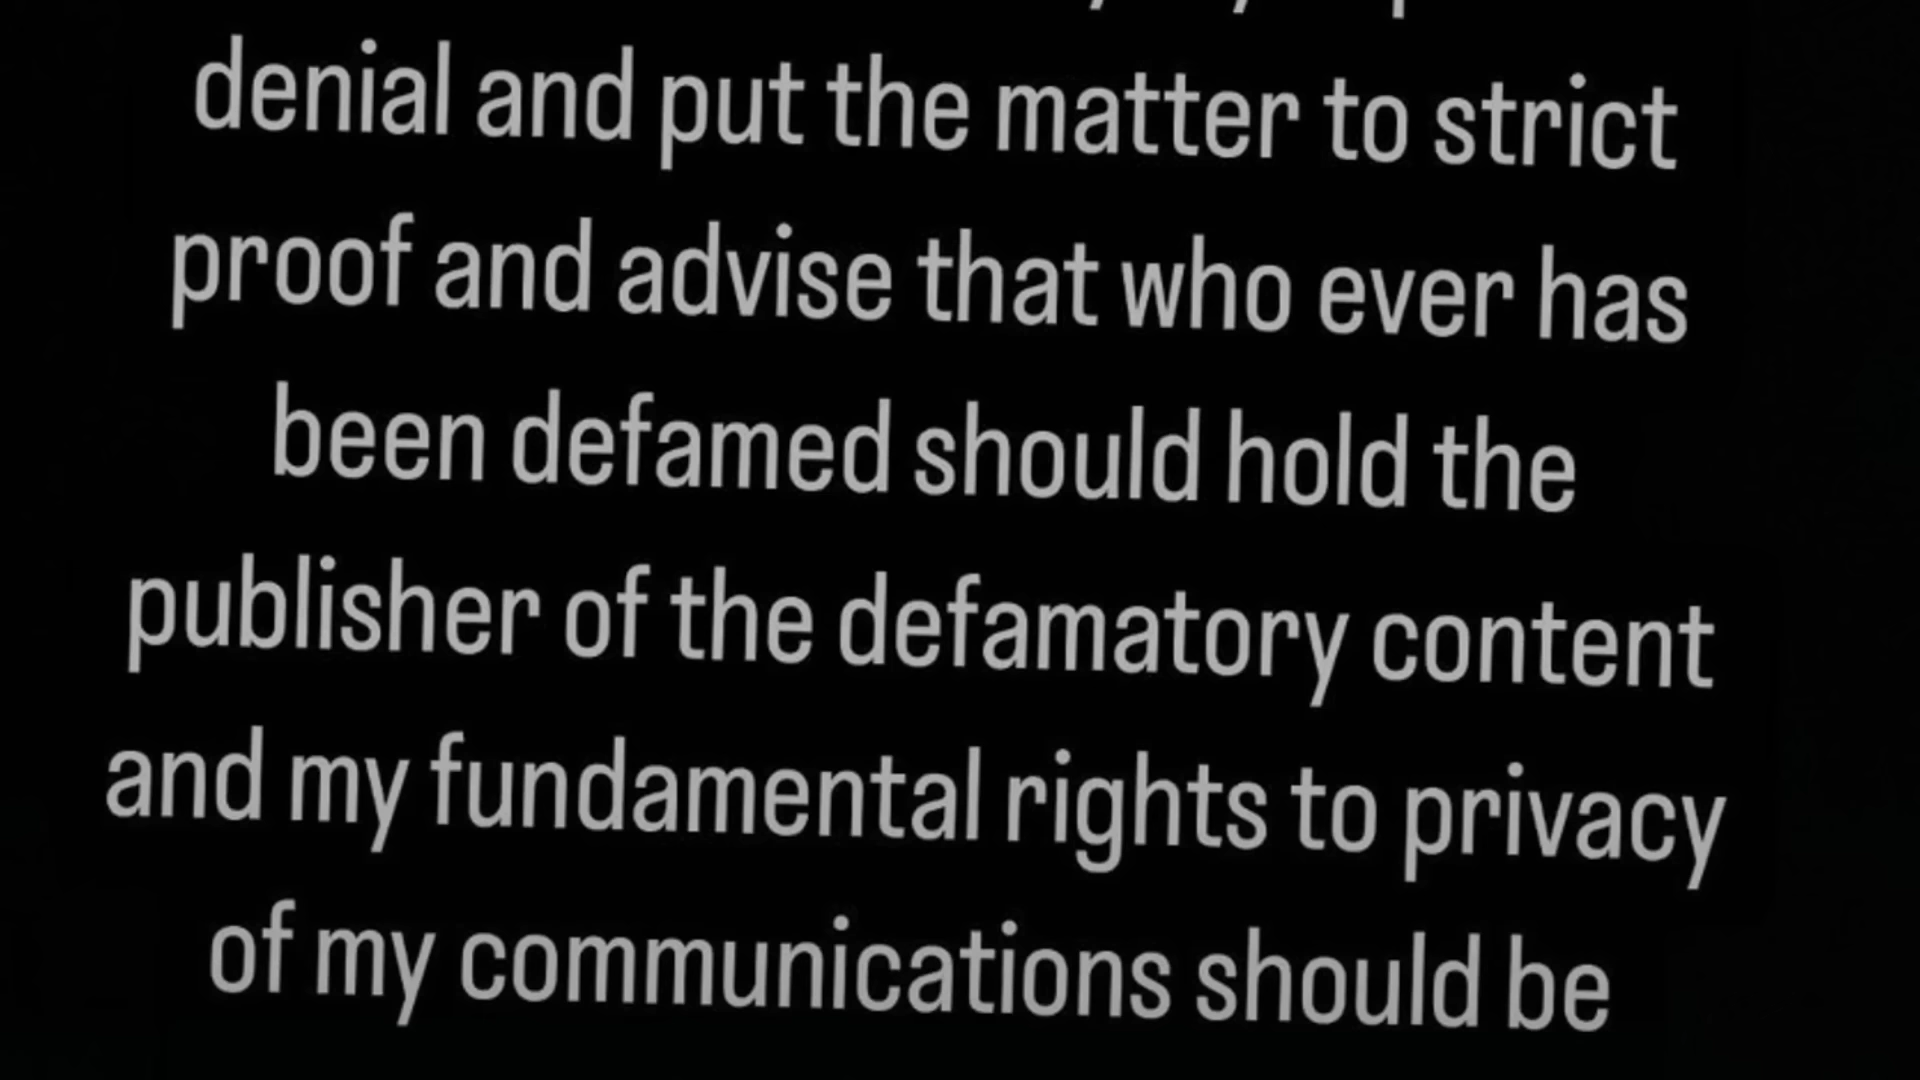 denial and put the matter to strict
proof and advise that who ever has
been defamed should hold the
publisher of the defamatory content
and my fundamental rights to privacy
of my communications should be